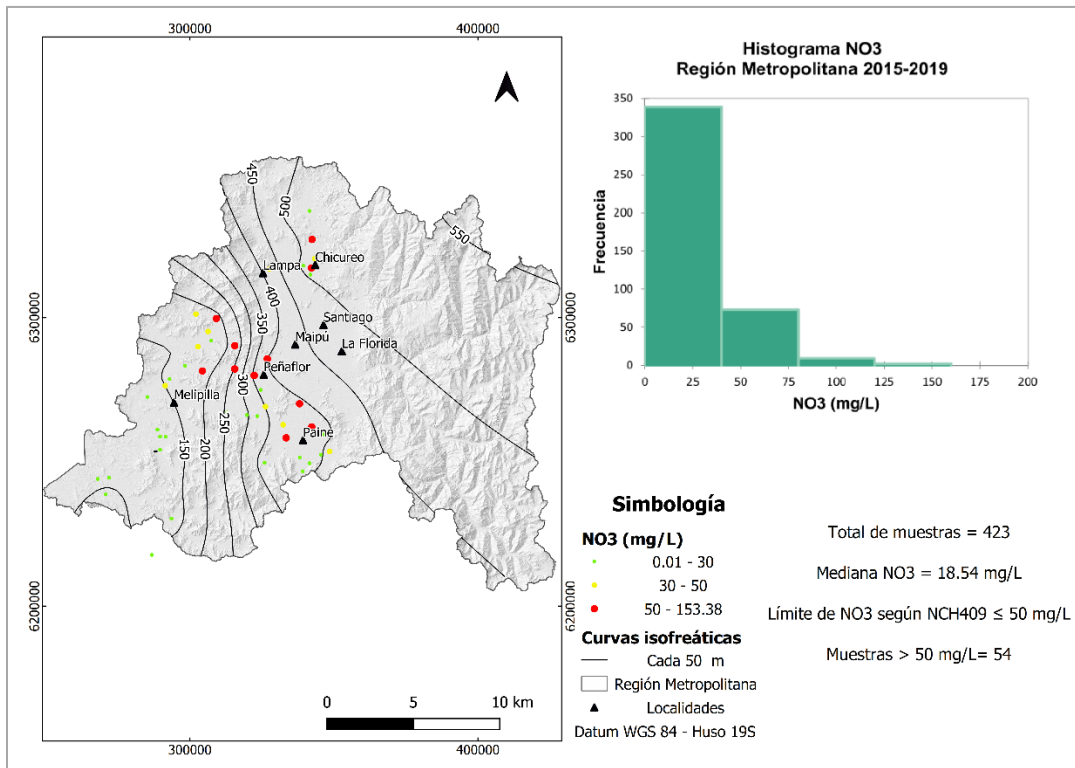 300000
400000
450
500
550
Chicureo
Lampa
400
6300000
6300000
Santiago
350
Maipú
La Florida
Peñaflor
300
Melipilla
250
Paine
150
200
6200000
6200000
0
5
10 km
300000
400000
Histograma NO3
Región Metropolitana 2015-2019
Frecuencia
350
300
250
200
150
100
50
0
0
25
50
75
100
125
150
175
200
NO3 (mg/L)
Simbología
NO3 (mg/L)
0.01 - 30
30 - 50
50 - 153.38
Curvas isofreáticas
Cada 50 m
Región Metropolitana
Localidades
Datum WGS 84 - Huso 19S
Total de muestras = 423
Mediana NO3 = 18.54 mg/L
Límite de NO3 según NCH409 ≤ 50 mg/L
Muestras > 50 mg/L= 54